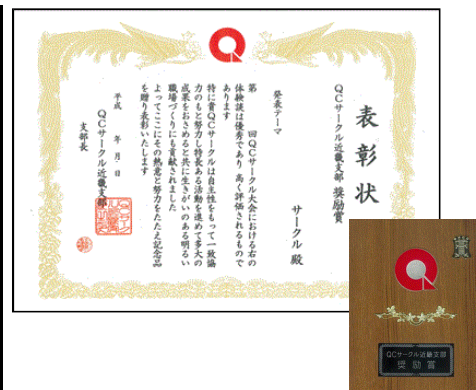 表彰状
QCサークル近畿支部 奨励賞
サークル 殿
発表テーマ
第　　回QCサークル大会における右の
体験談は優秀であり、高く評価されるもので
あります
特に貴QCサークルは自主性をもって一致協
力のもと努力し特長ある活動を進めて多大の
成果をおさめると共に生きがいのある明るい
職場づくりにも貢献されました
よってここにその熱意と努力をたたえ記念品
を贈り表彰いたします
平成　年　月　日
QCサークル近畿支部
支部長
QCサークル近畿支部
奨励賞